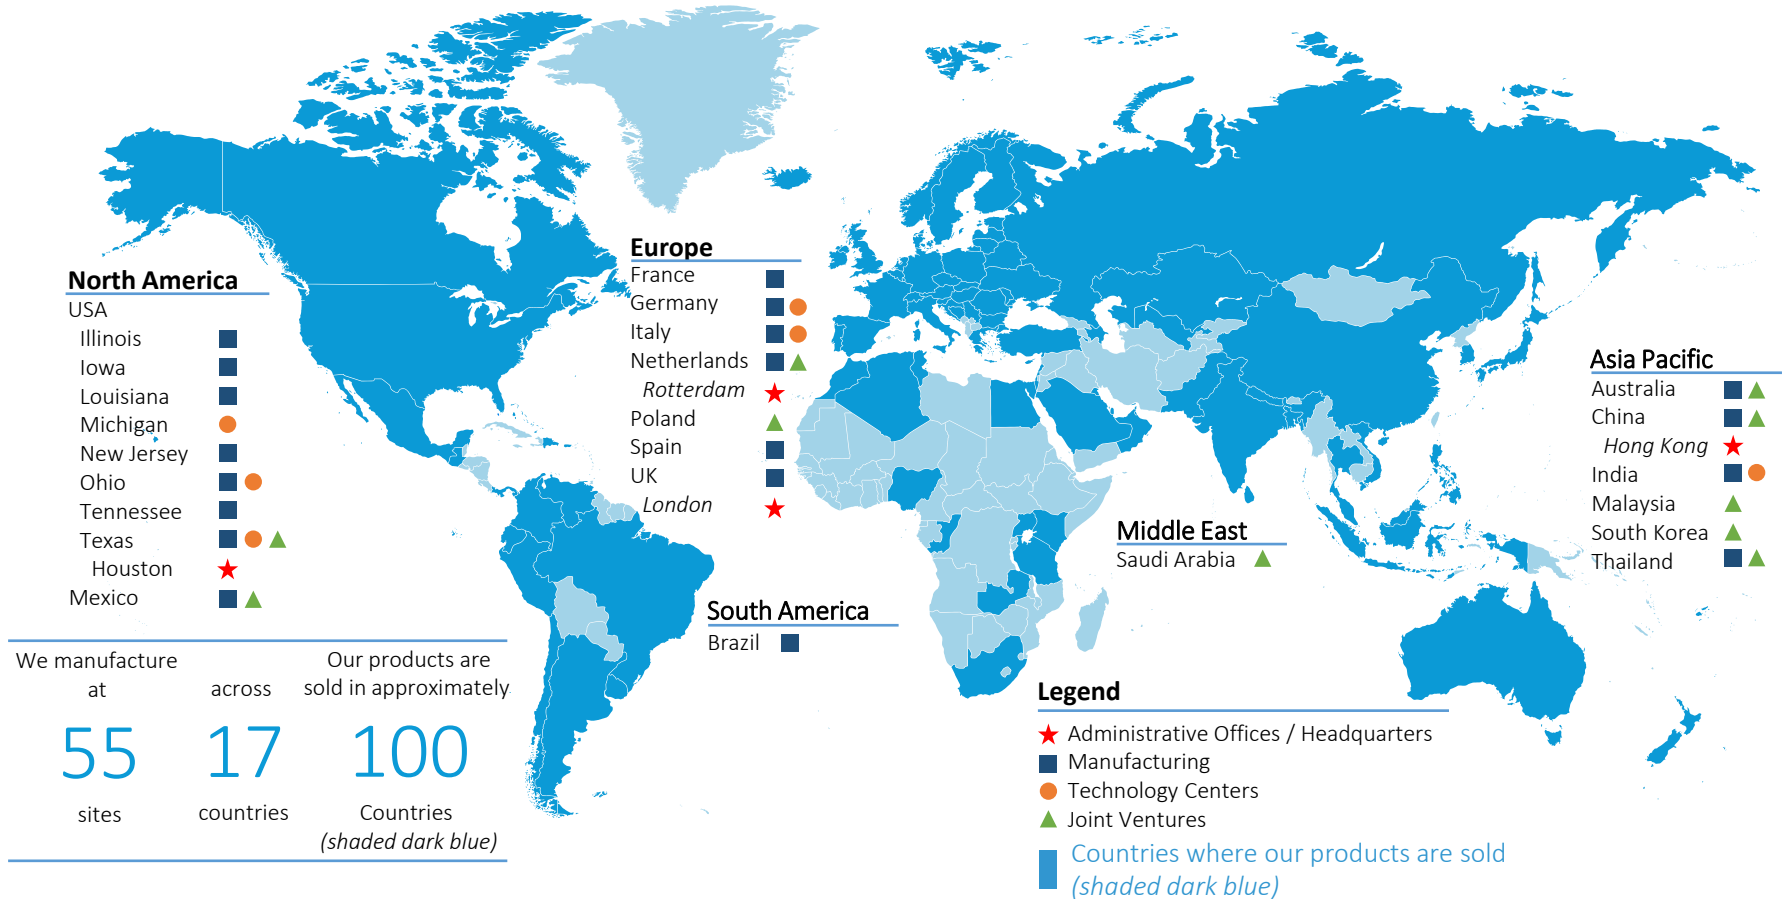 North America
USA
Illinois
Iowa
Louisiana
Michigan
New Jersey
Ohio
Tennessee
Texas
Houston
Mexico
Europe
France
Germany
Italy
Netherlands
Rotterdam
Poland
Spain
UK
London
South America
Brazil
Middle East
Saudi Arabia
Asia Pacific
Australia
China
Hong Kong
India
Malaysia
South Korea
Thailand
We manufacture
at
55
sites
across
17
countries
Our products are
sold in approximately
100
Countries
(shaded dark blue)
Legend
Administrative Offices / Headquarters
Manufacturing
Technology Centers
Joint Ventures
Countries where our products are sold
(shaded dark blue)